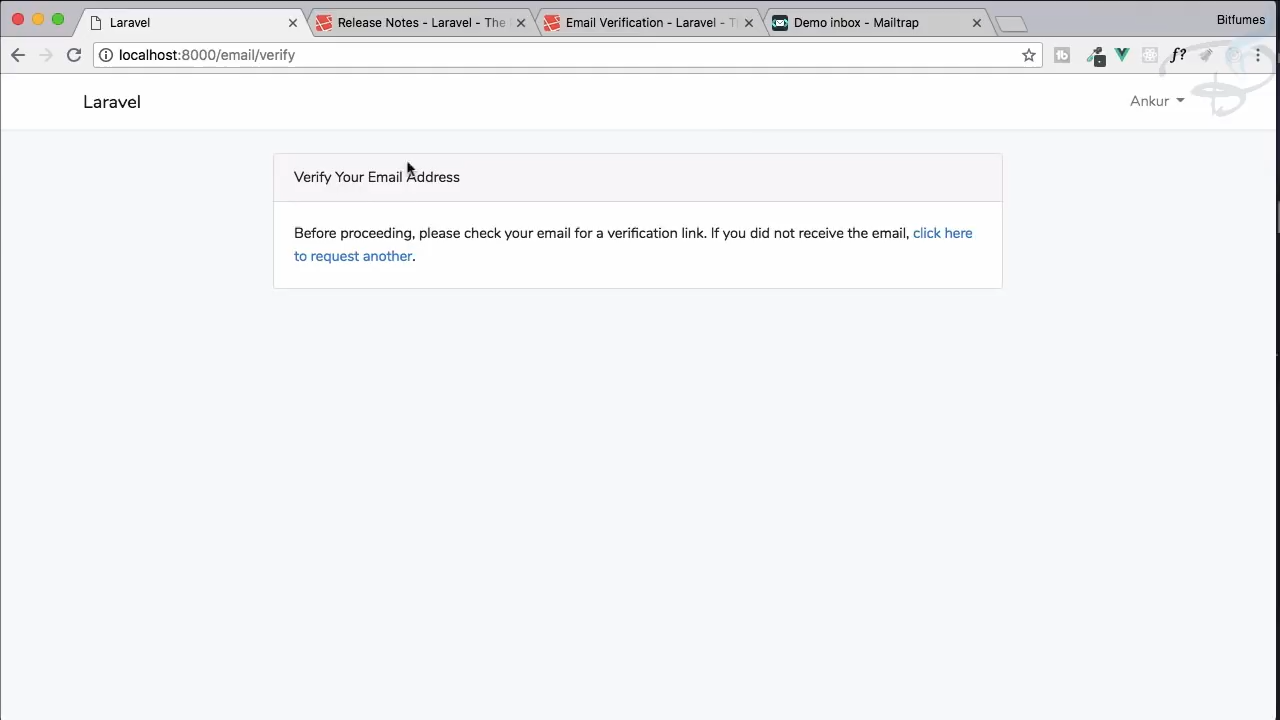 Laravel
Release Notes - Laravel - The
Email Verification - Laravel - T
Demo inbox - Mailtrap
Bitfumes
localhost:8000/email/verify
f?
Laravel
Ankur
Verify Your Email Address
Before proceeding, please check your email for a verification link. If you did not receive the email, click here
to request another.